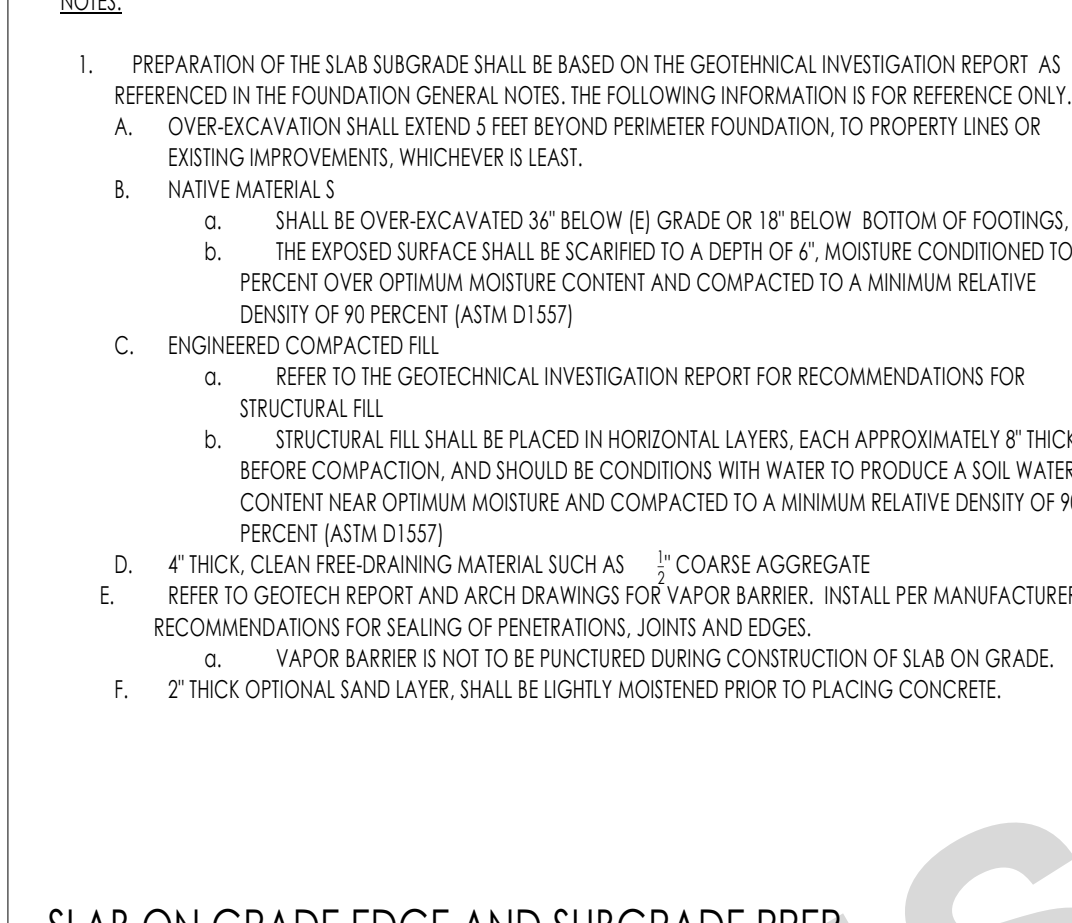 NOTES:
1. PREPARATION OF THE SLAB SUBGRADE SHALL BE BASED ON THE GEOTEHNICAL INVESTIGATION REPORT AS
REFERENCED IN THE FOUNDATION GENERAL NOTES. THE FOLLOWING INFORMATION IS FOR REFERENCE ONLY.
A. OVER-EXCAVATION SHALL EXTEND 5 FEET BEYOND PERIMETER FOUNDATION, TO PROPERTY LINES OR
EXISTING IMPROVEMENTS, WHICHEVER IS LEAST.
B. NATIVE MATERIAL S
a. SHALL BE OVER-EXCAVATED 36" BELOW (E) GRADE OR 18" BELOW BOTTOM OF FOOTINGS,
b. THE EXPOSED SURFACE SHALL BE SCARIFIED TO A DEPTH OF 6", MOISTURE CONDITIONED TO
PERCENT OVER OPTIMUM MOISTURE CONTENT AND COMPACTED TO A MINIMUM RELATIVE
DENSITY OF 90 PERCENT (ASTM D1557)
C. ENGINEERED COMPACTED FILL
a. REFER TO THE GEOTECHNICAL INVESTIGATION REPORT FOR RECOMMENDATIONS FOR
STRUCTURAL FILL
b. STRUCTURAL FILL SHALL BE PLACED IN HORIZONTAL LAYERS, EACH APPROXIMATELY 8" THICK
BEFORE COMPACTION, AND SHOULD BE CONDITIONS WITH WATER TO PRODUCE A SOIL WATER
CONTENT NEAR OPTIMUM MOISTURE AND COMPACTED TO A MINIMUM RELATIVE DENSITY OF 90
PERCENT (ASTM D1557)
D. 4" THICK, CLEAN FREE-DRAINING MATERIAL SUCH AS 1/2" COARSE AGGREGATE
E. REFER TO GEOTECH REPORT AND ARCH DRAWINGS FOR VAPOR BARRIER. INSTALL PER MANUFACTURER
RECOMMENDATIONS FOR SEALING OF PENETRATIONS, JOINTS AND EDGES.
a. VAPOR BARRIER IS NOT TO BE PUNCTURED DURING CONSTRUCTION OF SLAB ON GRADE.
F. 2" THICK OPTIONAL SAND LAYER, SHALL BE LIGHTLY MOISTENED PRIOR TO PLACING CONCRETE.
SLAB ON GRADE EDGE AND SUBGRADE PREP